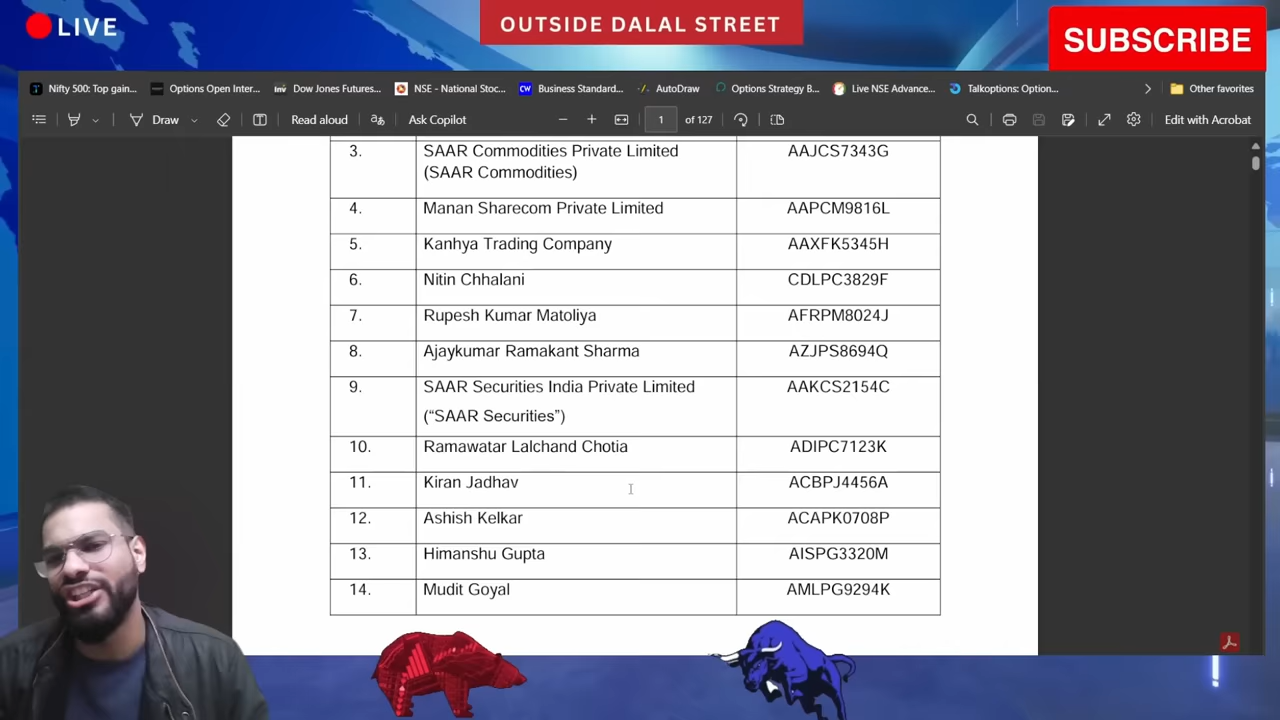 LIVE
OUTSIDE DALAL STREET
SUBSCRIBE
Nifty 500: Top gain... Options Open Inter... Dow Jones Futures... NSE - National Stoc... Business Standard... AutoDraw Options Strategy B... Live NSE Advance... Talkoptions: Option... Other favorites
Draw Read aloud Ask Copilot 1 of 127 Edit with Acrobat
3. SAAR Commodities Private Limited AAJCS7343G
(SAAR Commodities)
4. Manan Sharecom Private Limited AAPCM9816L
5. Kanhya Trading Company AAXFK5345H
6. Nitin Chhalani CDLPC3829F
7. Rupesh Kumar Matoliya AFRPM8024J
8. Ajaykumar Ramakant Sharma AZJPS8694Q
9. SAAR Securities India Private Limited AAKCS2154C
(“SAAR Securities”)
10. Ramawatar Lalchand Chotia ADIPC7123K
11. Kiran Jadhav ACBPJ4456A
12. Ashish Kelkar ACAPK0708P
13. Himanshu Gupta AISPG3320M
14. Mudit Goyal AMLPG9294K